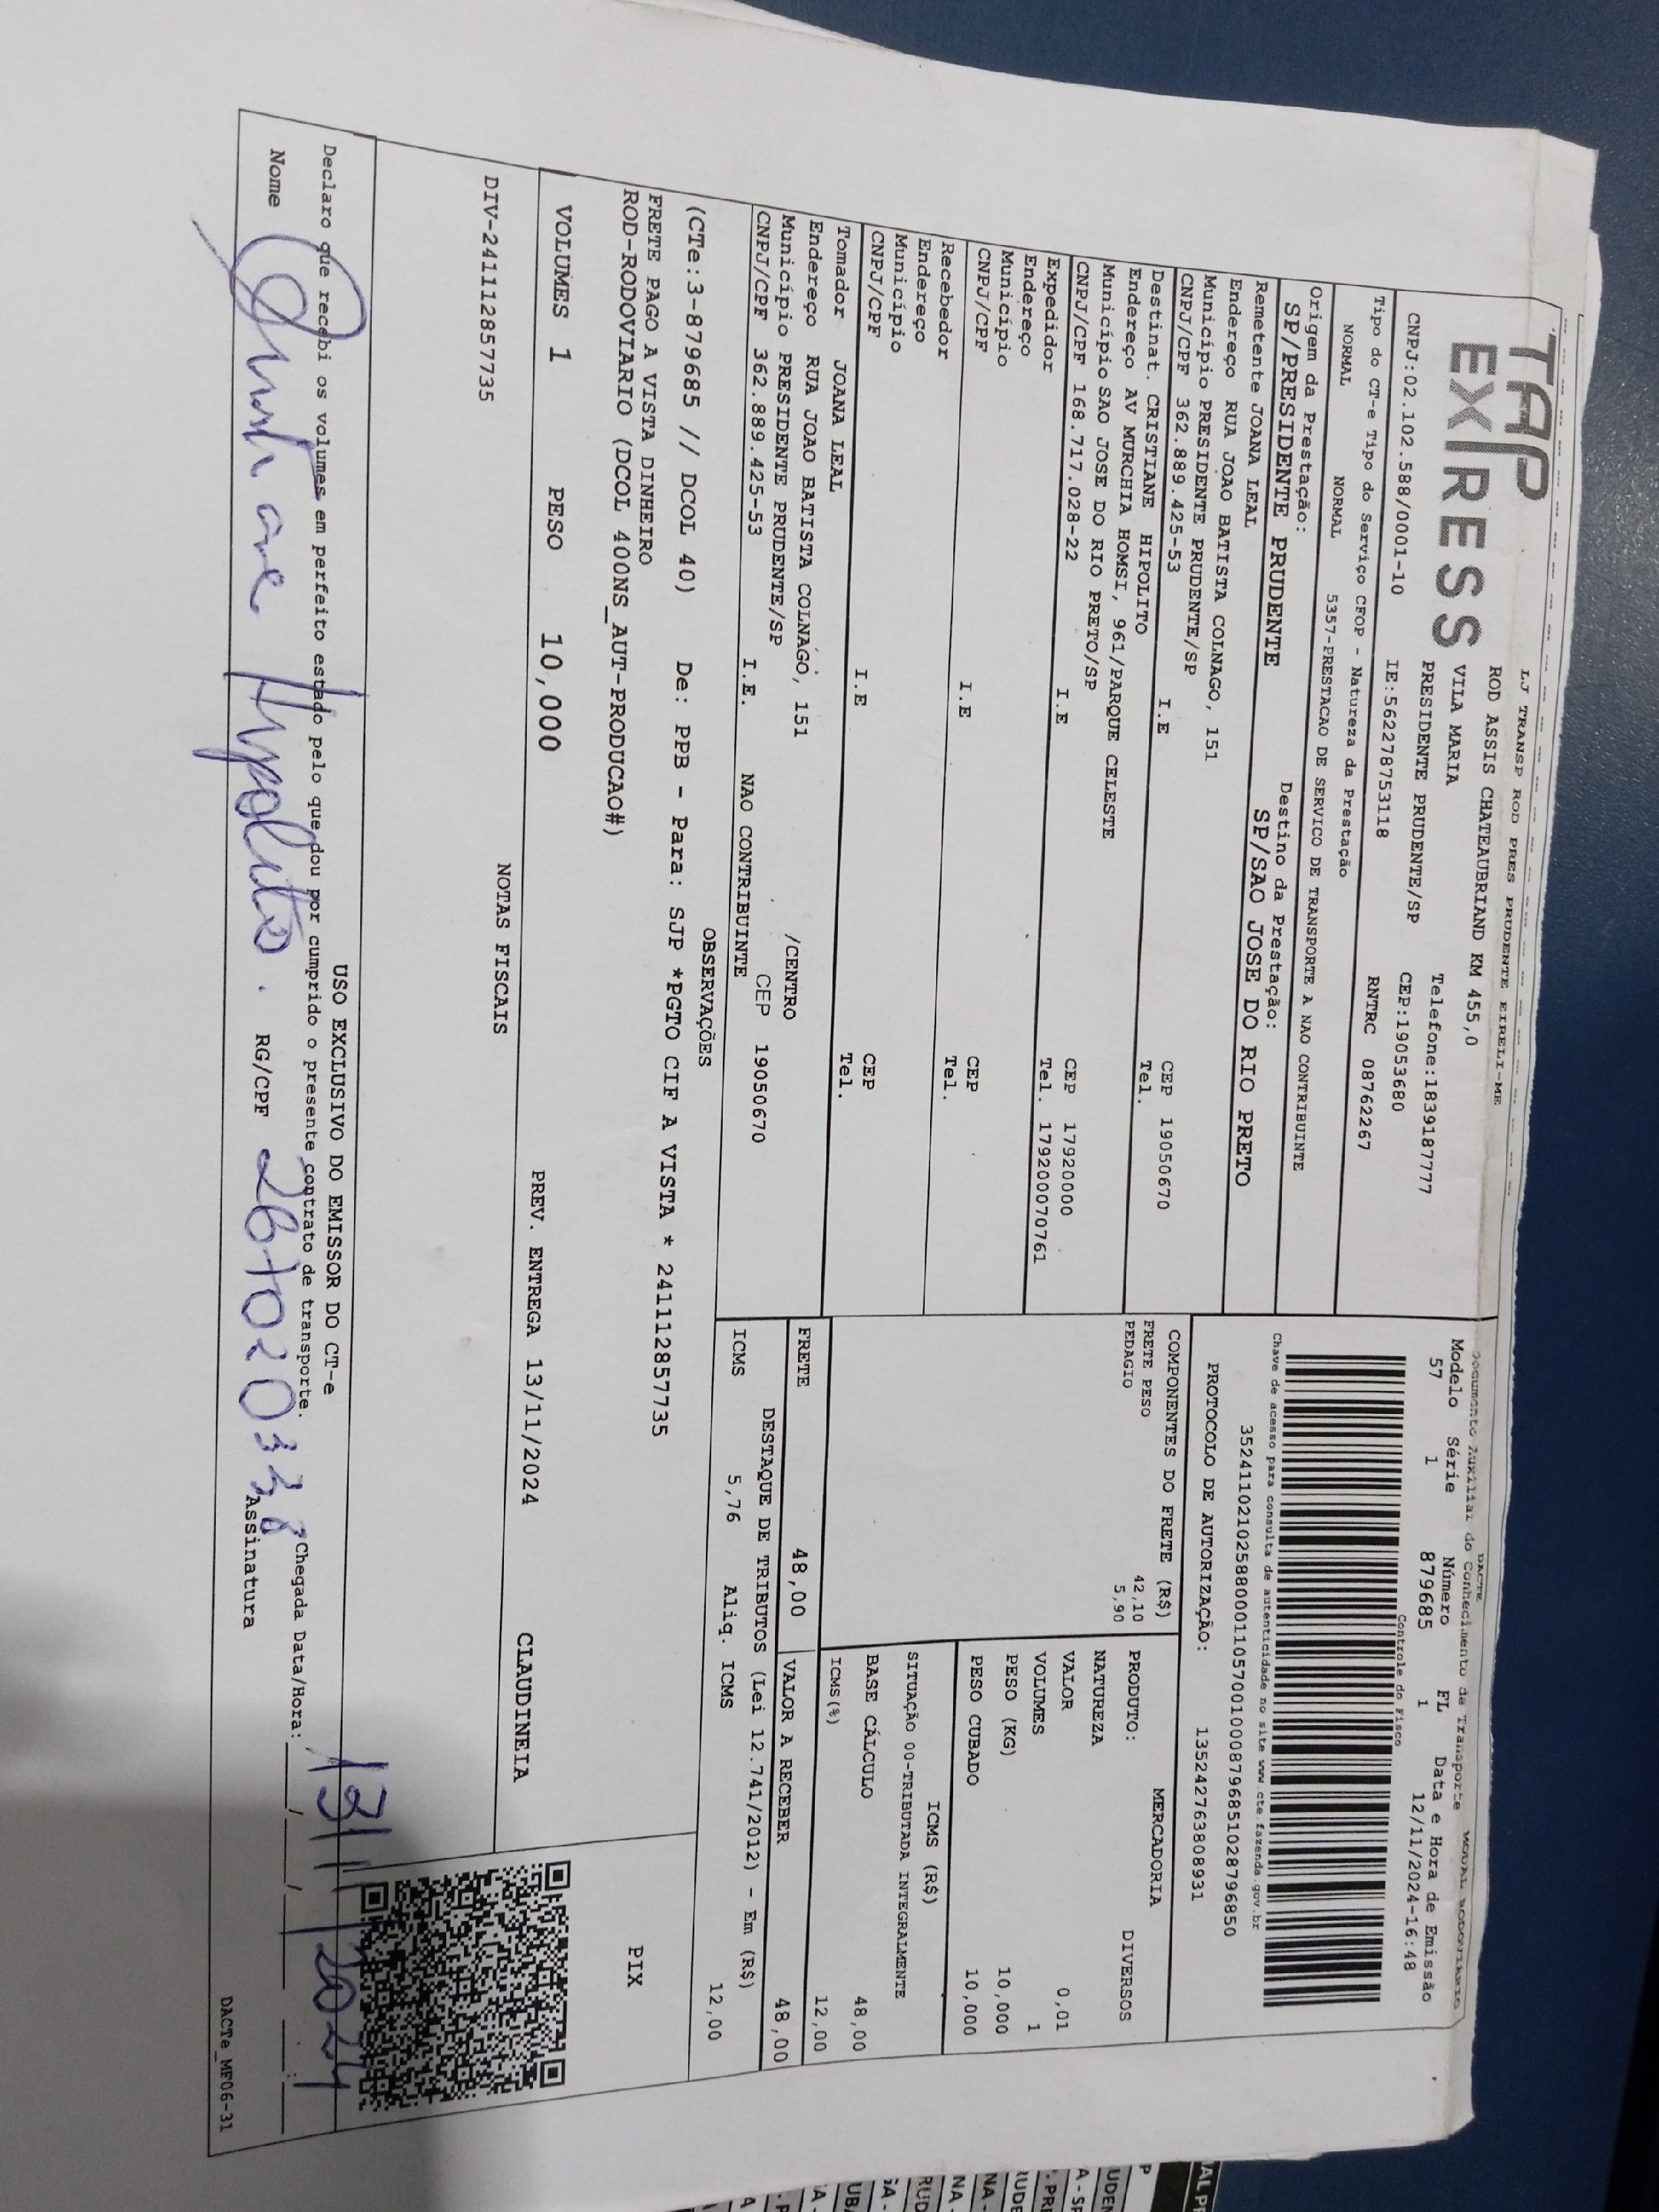 TAP
EXPRESS
LJ TRANSP ROD PRES PRUDENTE EIRELI-ME
ROD ASSIS CHATEAUBRIAND KM 455,0
VILA MARIA
PRESIDENTE PRUDENTE/SP
Telefone:1839187777
CNPJ:02.102.588/0001-10
IE:562278753118
CEP:19053680
RNTRC 08762267
Tipo do CT-e Tipo do Serviço CFOP - Natureza da Prestação
NORMAL NORMAL 5357-PRESTACAO DE SERVICO DE TRANSPORTE A NAO CONTRIBUINTE
Origem da Prestação: Destino da Prestação:
SP/PRESIDENTE PRUDENTE SP/SAO JOSE DO RIO PRETO
Remetente JOANA LEAL
Endereço RUA JOAO BATISTA COLNAGO, 151
Município PRESIDENTE PRUDENTE/SP CEP 19050670
CNPJ/CPF 362.889.425-53 I.E Tel.
Destinat. CRISTIANE HIPOLITO
Endereço AV MURCHIA HOMSI, 961/PARQUE CELESTE
Município SAO JOSE DO RIO PRETO/SP CEP 17920000
CNPJ/CPF 168.717.028-22 I.E Tel. 17920070761
Expedidor
Endereço
Município CEP
CNPJ/CPF I.E Tel.
Recebedor
Endereço
Município CEP
CNPJ/CPF I.E Tel.
Tomador JOANA LEAL
Endereço RUA JOAO BATISTA COLNAGO, 151 /CENTRO
Município PRESIDENTE PRUDENTE/SP CEP 19050670
CNPJ/CPF 362.889.425-53 I.E. NAO CONTRIBUINTE
DACTE
Documento Auxiliar do Conhecimento de Transporte
MODAL RODOVIARIO
Modelo Série Número FL Data e Hora de Emissão
57 1 879685 1 12/11/2024-16:48
Controle do Fisco
Chave de acesso para consulta de autenticidade no site www.cte.fazenda.gov.br
35241102102588000110570010008796851028796850
PROTOCOLO DE AUTORIZAÇÃO: 135242763808931
COMPONENTES DO FRETE (R$)
FRETE PESO 42,10
PEDAGIO 5,90
MERCADORIA
PRODUTO: DIVERSOS
NATUREZA
VALOR 0,01
VOLUMES 1
PESO (KG) 10,000
PESO CUBADO 10,000
ICMS (R$)
SITUAÇÃO 00-TRIBUTADA INTEGRALMENTE
BASE CÁLCULO 48,00
ICMS(%) 12,00
FRETE 48,00 VALOR A RECEBER 48,00
DESTAQUE DE TRIBUTOS (Lei 12.741/2012) - Em (R$)
ICMS 5,76 Aliq. ICMS 12,00
OBSERVAÇÕES
(CTe:3-879685 // DCOL 40) De: PPB - Para: SJP *PGTO CIF A VISTA * 241112857735
FRETE PAGO A VISTA DINHEIRO
ROD-RODOVIARIO (DCOL 400NS_AUT-PRODUCAO#)
PIX
VOLUMES 1 PESO 10,000 PREV. ENTREGA 13/11/2024 CLAUDINEIA
NOTAS FISCAIS
DIV-241112857735
USO EXCLUSIVO DO EMISSOR DO CT-e
Declaro que recebi os volumes em perfeito estado pelo que dou por cumprido o presente contrato de transporte.
Chegada Data/Hora: 13/11/2024
Nome Hypolito. RG/CPF Assinatura
DACTe_MF06-31